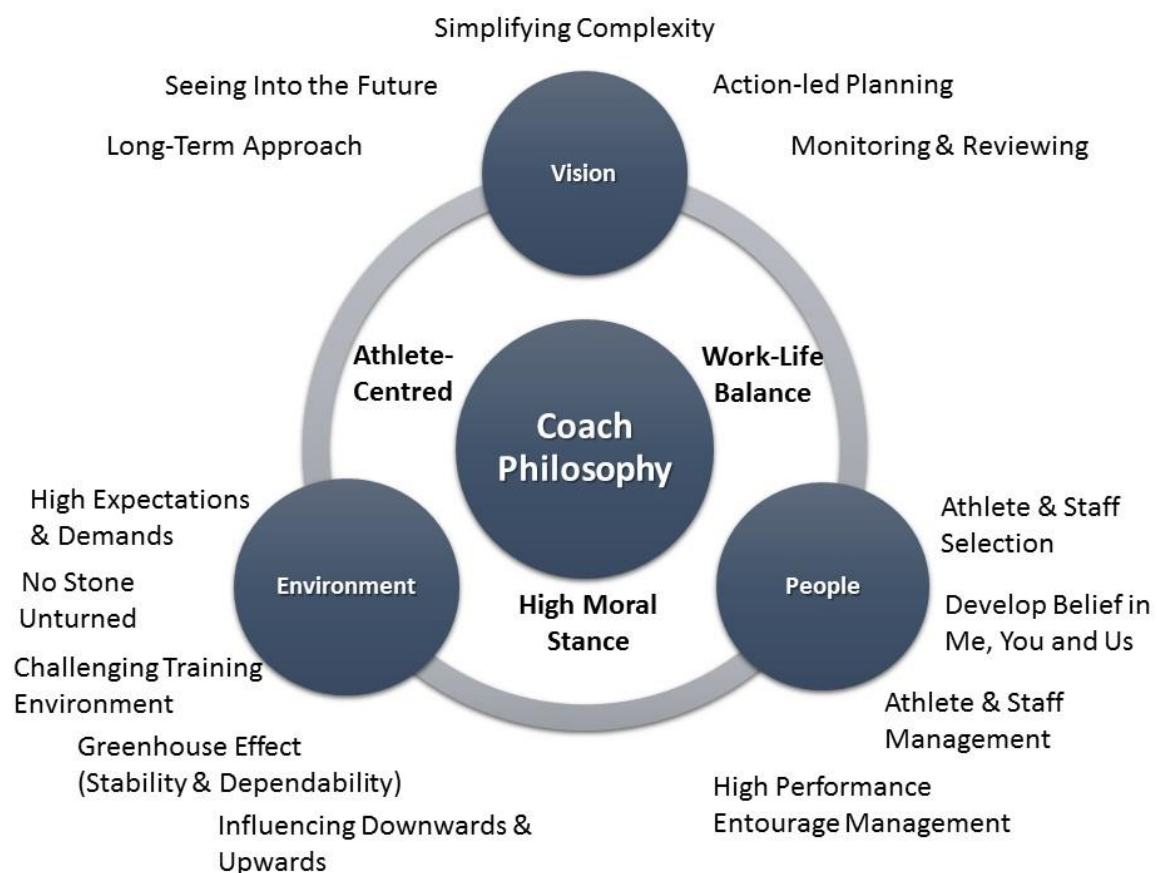 Simplifying Complexity
Seeing Into the Future
Action-led Planning
Long-Term Approach
Monitoring & Reviewing
Vision
Athlete-
Centred
Work-Life
Balance
Coach
Philosophy
High Moral
Stance
Environment
People
High Expectations
& Demands
No Stone
Unturned
Challenging Training
Environment
Greenhouse Effect
(Stability & Dependability)
Influencing Downwards &
Upwards
Athlete & Staff
Selection
Develop Belief in
Me, You and Us
Athlete & Staff
Management
High Performance
Entourage Management